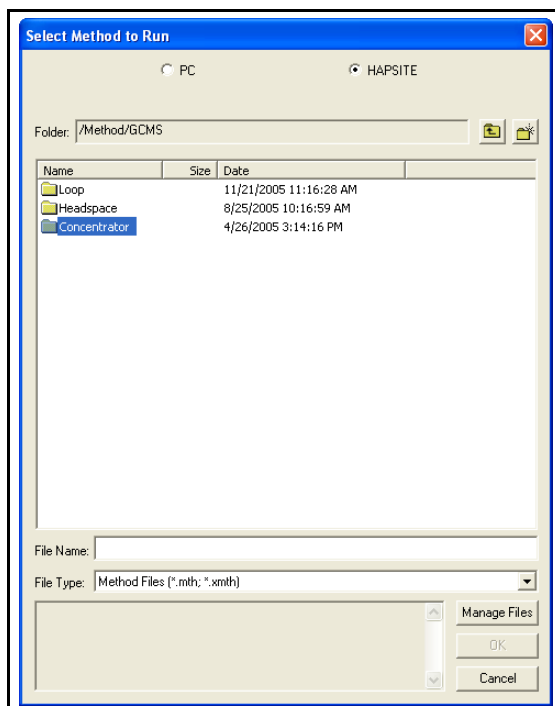 Select Method to Run
PC HAPSITE
Folder: /Method/GCMS
Name Size Date
Loop 11/21/2005 11:16:28 AM
Headspace 8/25/2005 10:16:59 AM
Concentrator 4/26/2005 3:14:16 PM
File Name:
File Type: Method Files (*.mth; *.xmth)
Manage Files
OK
Cancel